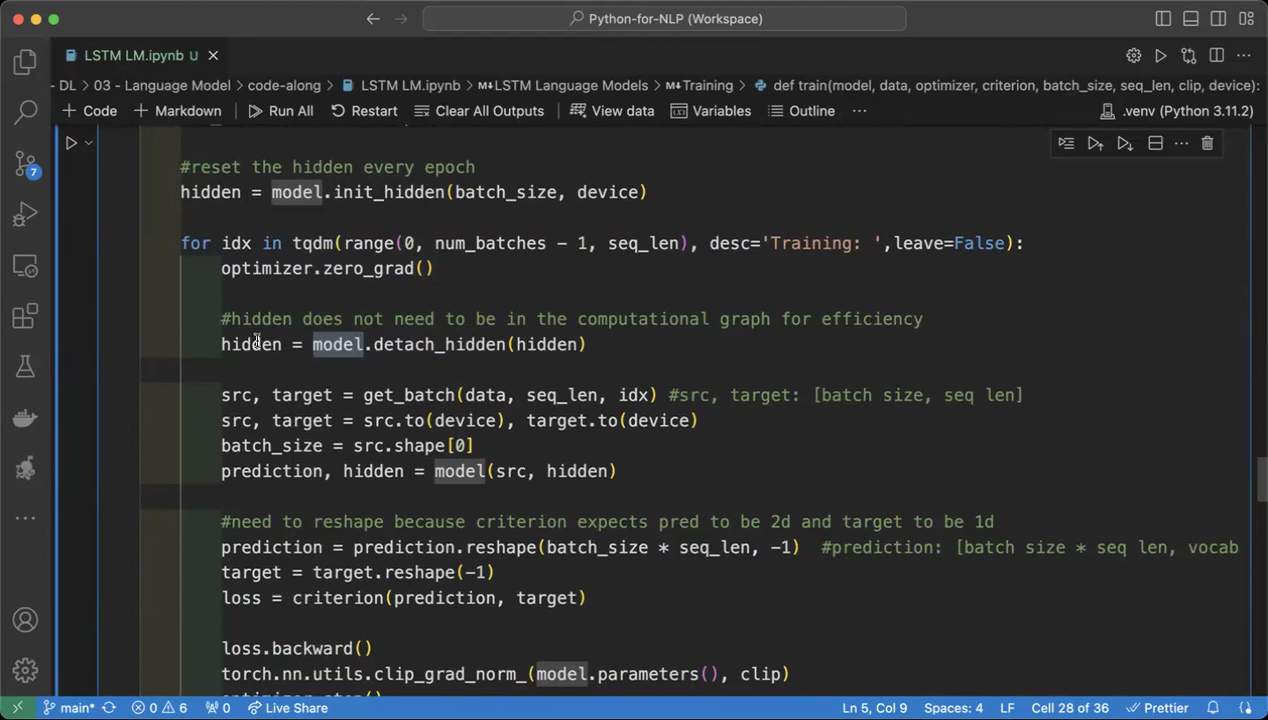 Python-for-NLP (Workspace)
LSTM LM.ipynb U
- DL > 03 - Language Model > code-along > LSTM LM.ipynb > LSTM Language Models > Training > def train(model, data, optimizer, criterion, batch_size, seq_len, clip, device):
+ Code + Markdown Run All Restart Clear All Outputs View data Variables Outline ... .venv (Python 3.11.2)
#reset the hidden every epoch
hidden = model.init_hidden(batch_size, device)
for idx in tqdm(range(0, num_batches - 1, seq_len), desc='Training: ',leave=False):
optimizer.zero_grad()
#hidden does not need to be in the computational graph for efficiency
hidden = model.detach_hidden(hidden)
src, target = get_batch(data, seq_len, idx) #src, target: [batch size, seq len]
src, target = src.to(device), target.to(device)
batch_size = src.shape[0]
prediction, hidden = model(src, hidden)
#need to reshape because criterion expects pred to be 2d and target to be 1d
prediction = prediction.reshape(batch_size * seq_len, -1) #prediction: [batch size * seq len, vocab
target = target.reshape(-1)
loss = criterion(prediction, target)
loss.backward()
torch.nn.utils.clip_grad_norm_(model.parameters(), clip)
7
main* 0 6 0 Live Share Ln 5, Col 9 Spaces: 4 LF Cell 28 of 36 Prettier